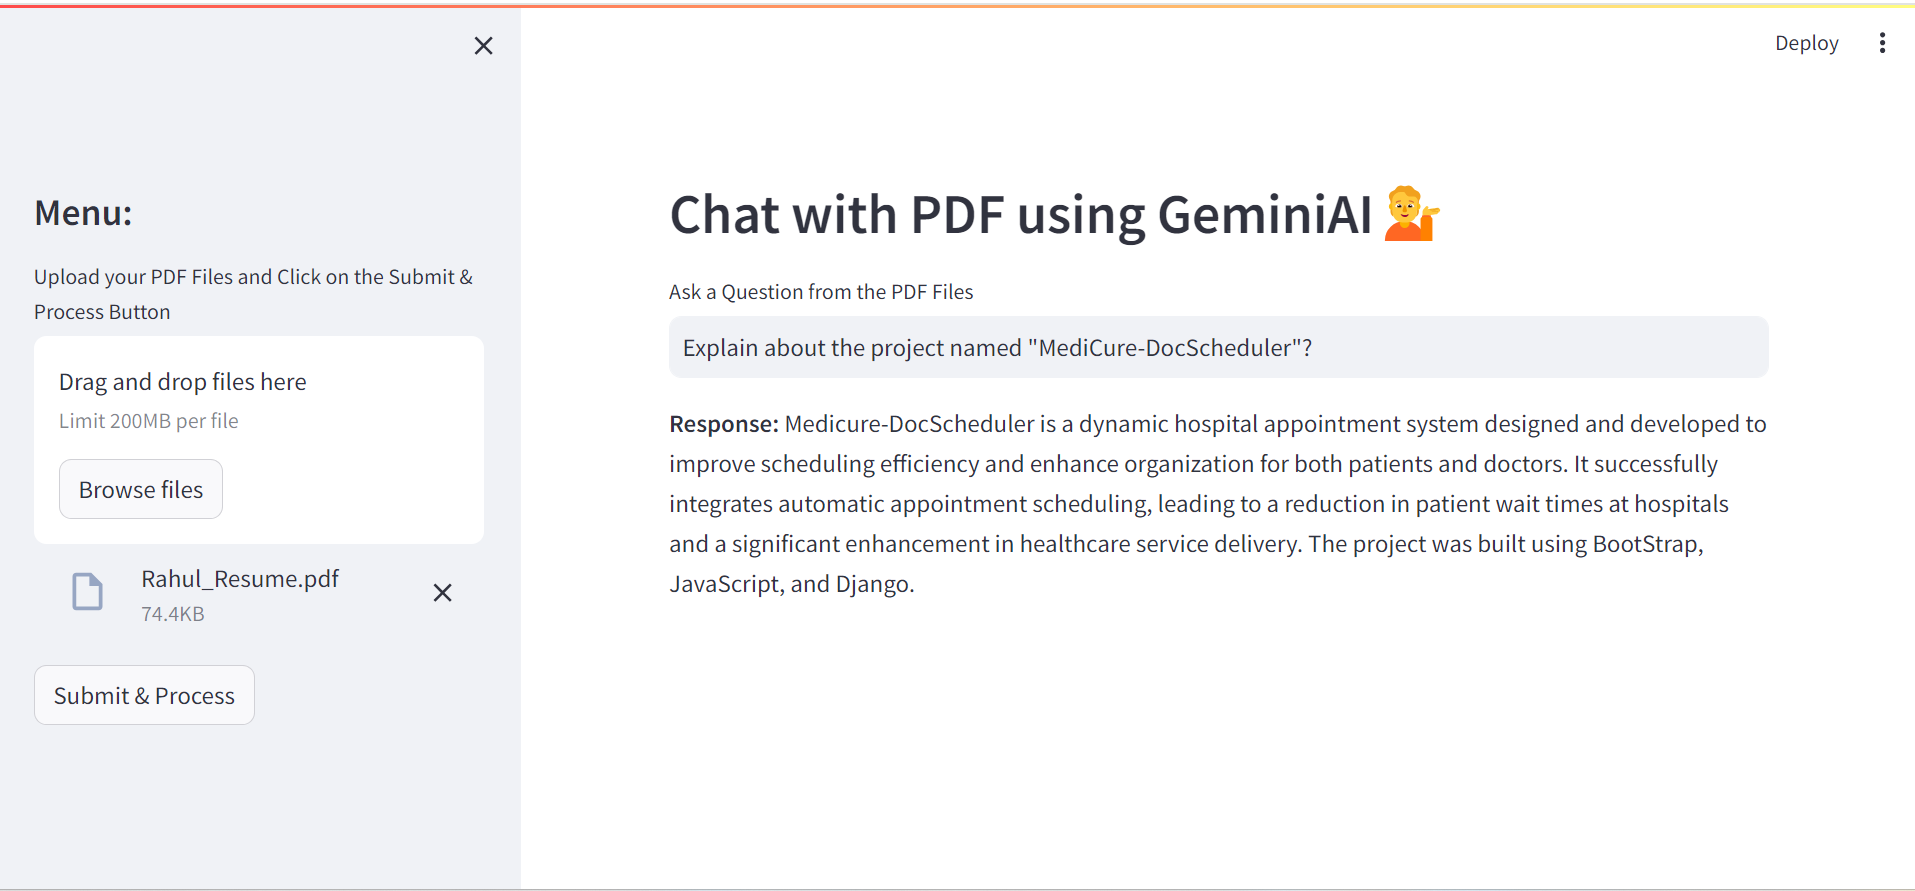 Deploy
Menu:
Upload your PDF Files and Click on the Submit &
Process Button
Drag and drop files here
Limit 200MB per file
Browse files
Rahul_Resume.pdf
74.4KB
Submit & Process
Chat with PDF using GeminiAI💁
Ask a Question from the PDF Files
Explain about the project named "MediCure-DocScheduler"?
Response: Medicure-DocScheduler is a dynamic hospital appointment system designed and developed to
improve scheduling efficiency and enhance organization for both patients and doctors. It successfully
integrates automatic appointment scheduling, leading to a reduction in patient wait times at hospitals
and a significant enhancement in healthcare service delivery. The project was built using BootStrap,
JavaScript, and Django.